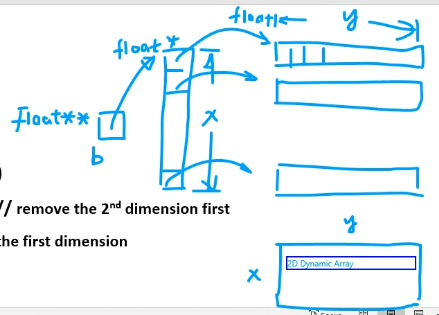 float
y
float *
float**
x
b
)
// remove the 2nd dimension first
the first dimension
y
2D Dynamic Array
x